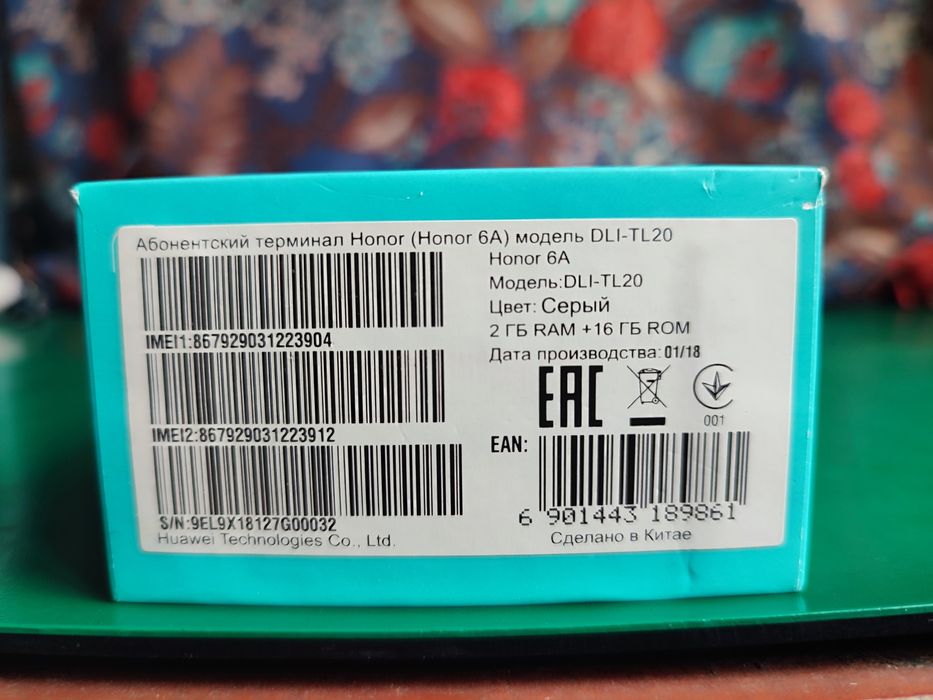 Абонентский терминал Honor (Honor 6A) модель DLI-TL20
Honor 6A
Модель:DLI-TL20
Цвет: Серый
2 ГБ RAM +16 ГБ ROM
Дата производства: 01/18
IMEI1:867929031223904
IMEI2:867929031223912
S/N:9EL9X18127G00032
Huawei Technologies Co., Ltd.
EAC
001
EAN:
6 901443 189861
Сделано в Китае